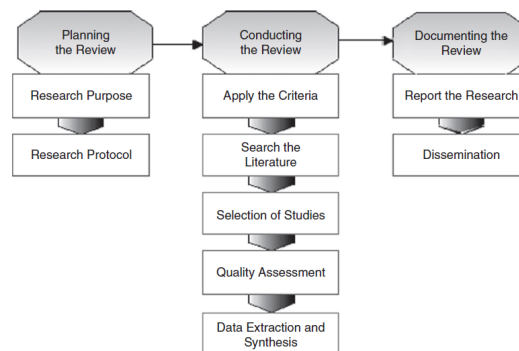 Planning
the Review
Conducting
the Review
Documenting the
Review
Research Purpose
Apply the Criteria
Report the Research
Research Protocol
Search the
Literature
Dissemination
Selection of Studies
Quality Assessment
Data Extraction and
Synthesis